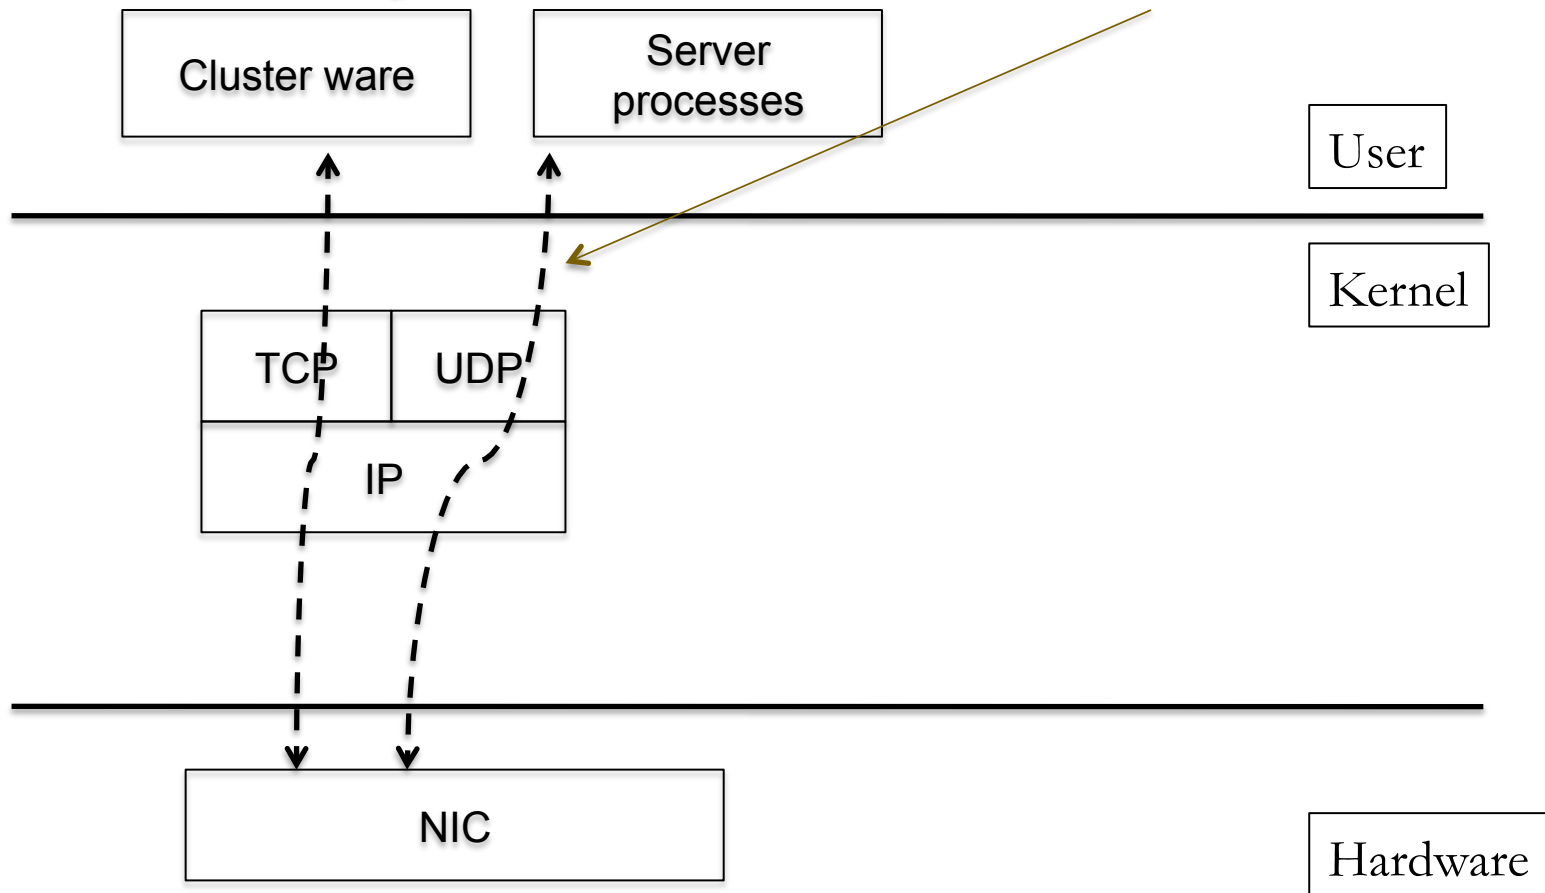 Cluster ware
Server
processes
User
Kernel
TCP
UDP
IP
NIC
Hardware